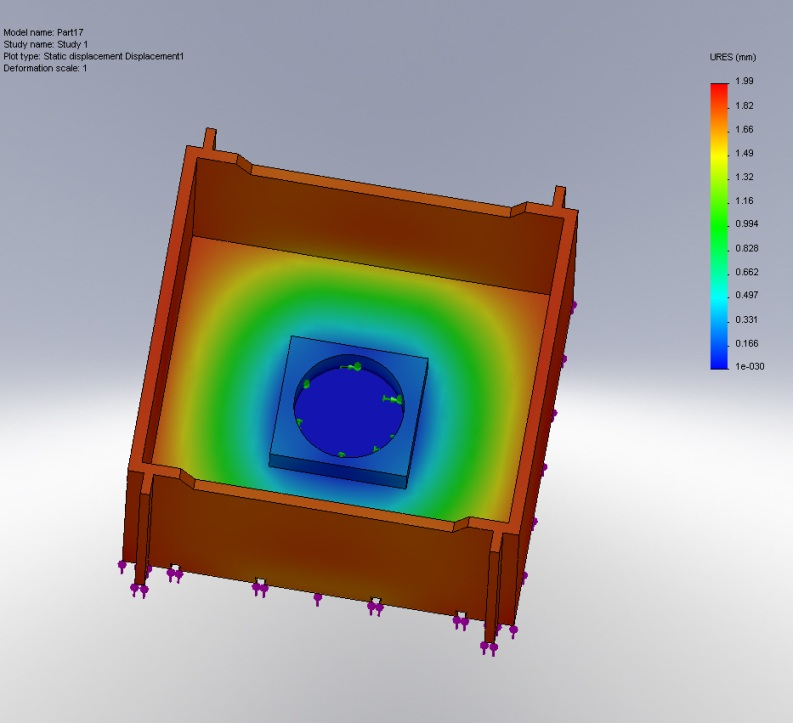 Model name: Part17
Study name: Study 1
Plot type: Static displacement Displacement1
Deformation scale: 1
URES (mm)
1.99
1.82
1.66
1.49
1.32
1.16
0.994
0.828
0.662
0.497
0.331
0.166
1e-030